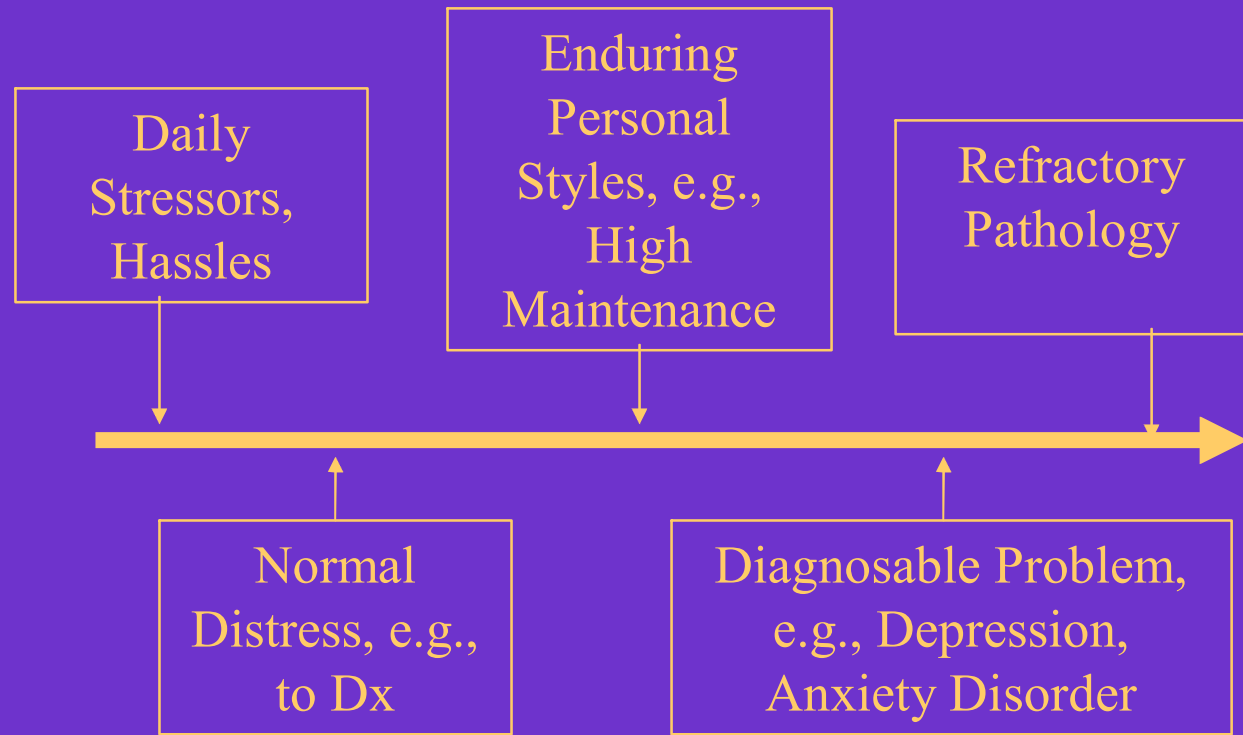 Daily
Stressors,
Hassles
Enduring
Personal
Styles, e.g.,
High
Maintenance
Refractory
Pathology
Normal
Distress, e.g.,
to Dx
Diagnosable Problem,
e.g., Depression,
Anxiety Disorder